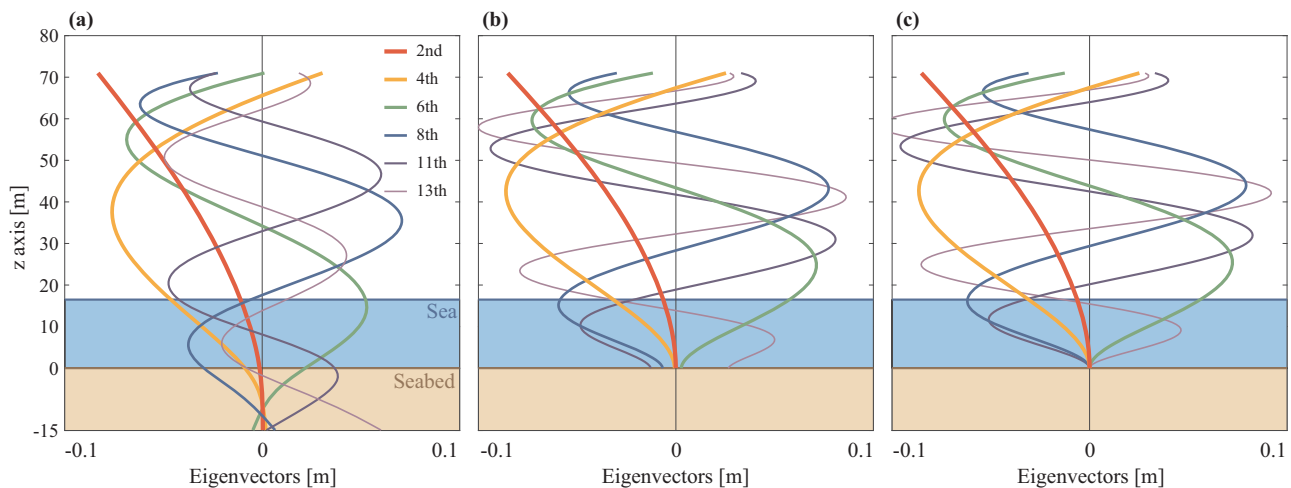 (a)
(b)
(c)
80
70
60
50
40
30
20
10
0
-15
z axis [m]
2nd
4th
6th
8th
11th
13th
Sea
Seabed
-0.1
0
0.1
Eigenvectors [m]
-0.1
0
0.1
Eigenvectors [m]
-0.1
0
0.1
Eigenvectors [m]